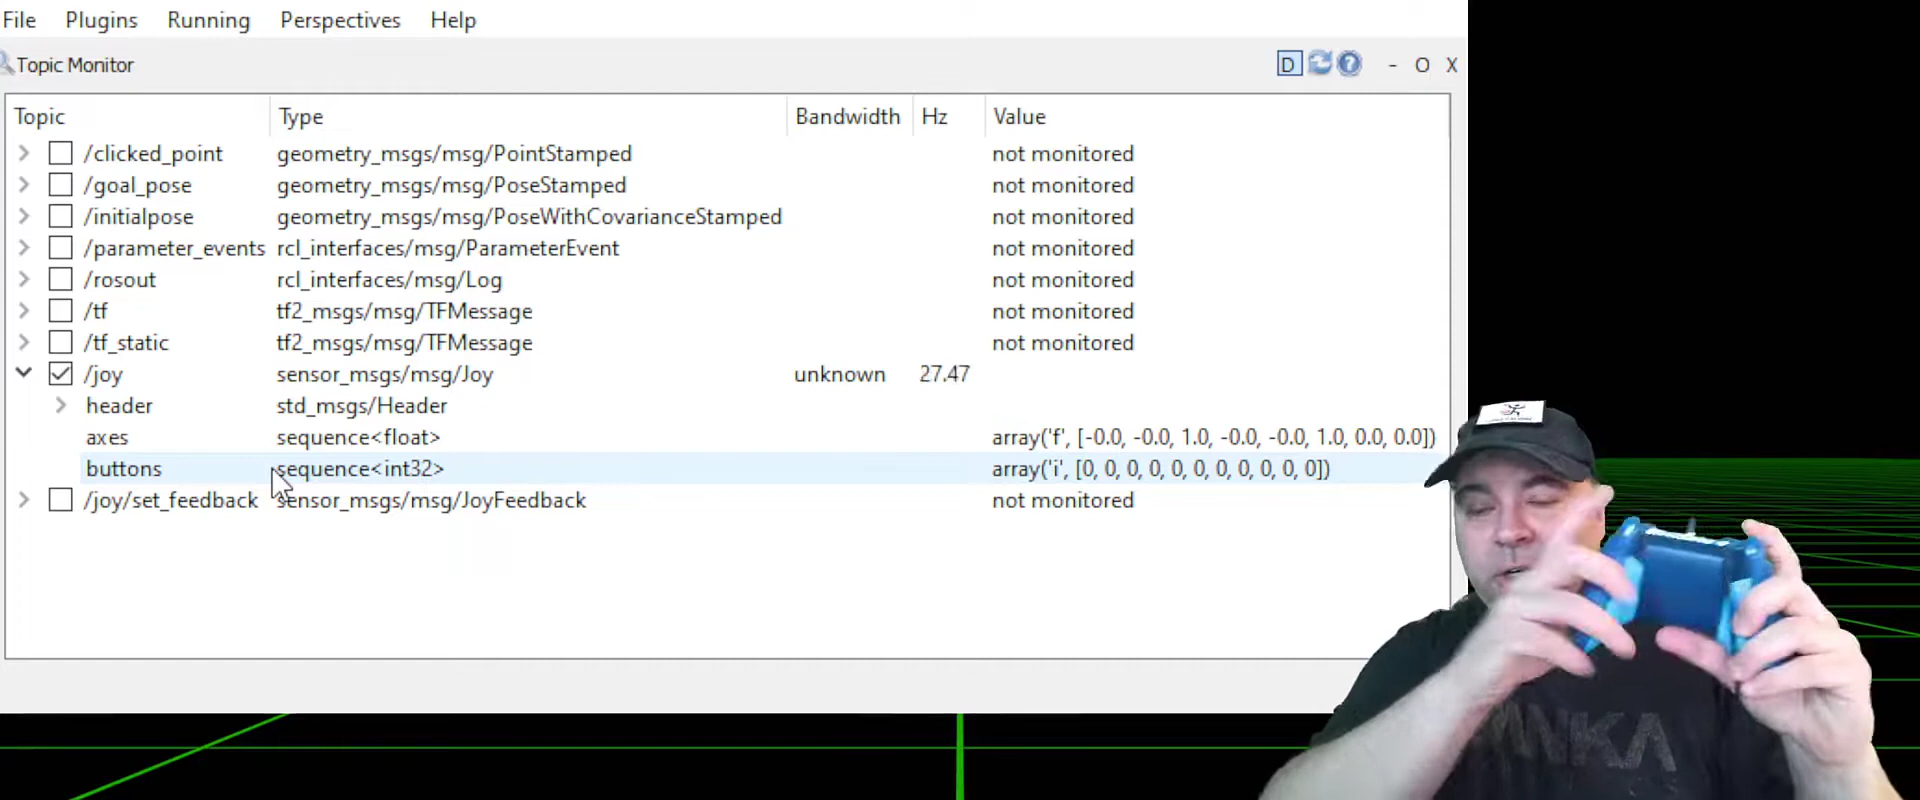 File Plugins Running Perspectives Help
Topic Monitor D - O X
Topic Type Bandwidth Hz Value
/clicked_point geometry_msgs/msg/PointStamped not monitored
/goal_pose geometry_msgs/msg/PoseStamped not monitored
/initialpose geometry_msgs/msg/PoseWithCovarianceStamped not monitored
/parameter_events rcl_interfaces/msg/ParameterEvent not monitored
/rosout rcl_interfaces/msg/Log not monitored
/tf tf2_msgs/msg/TFMessage not monitored
/tf_static tf2_msgs/msg/TFMessage not monitored
/joy sensor_msgs/msg/Joy unknown 27.47
header std_msgs/Header
axes sequence<float> array('f', [-0.0, -0.0, 1.0, -0.0, -0.0, 1.0, 0.0, 0.0])
buttons sequence<int32> array('i', [0, 0, 0, 0, 0, 0, 0, 0, 0, 0, 0])
/joy/set_feedback sensor_msgs/msg/JoyFeedback not monitored